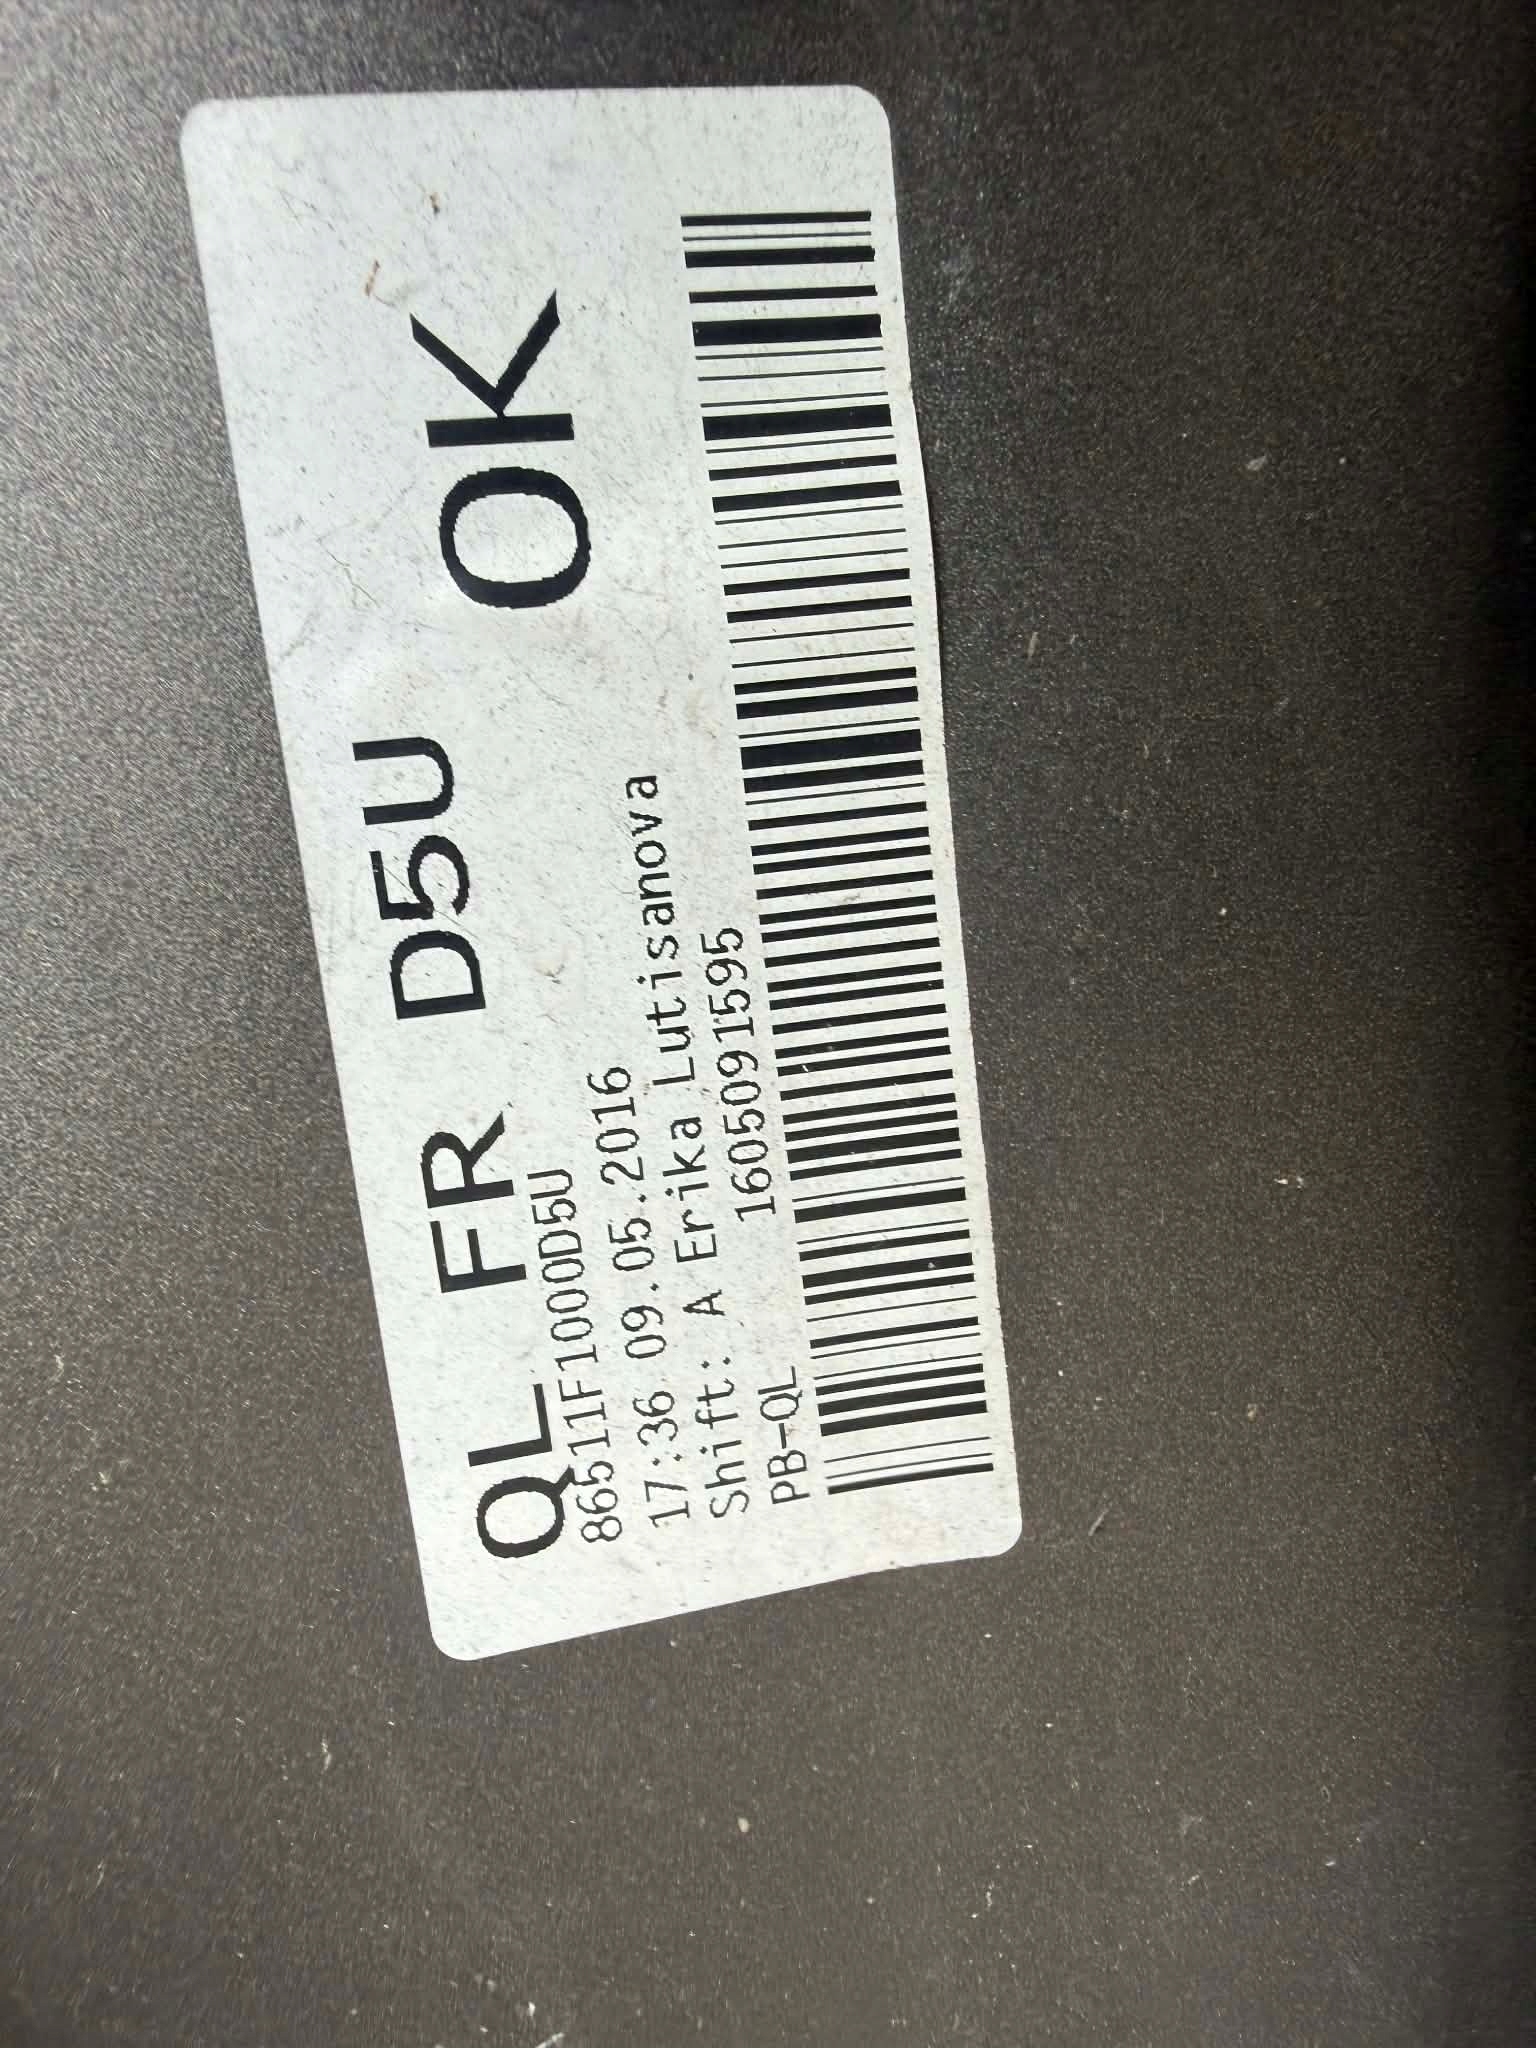 QL FR D5U
OK
86511F1000D5U
17:36 09.05.2016
Shift: A Erika Lutisanova
PB-QL 1605091595